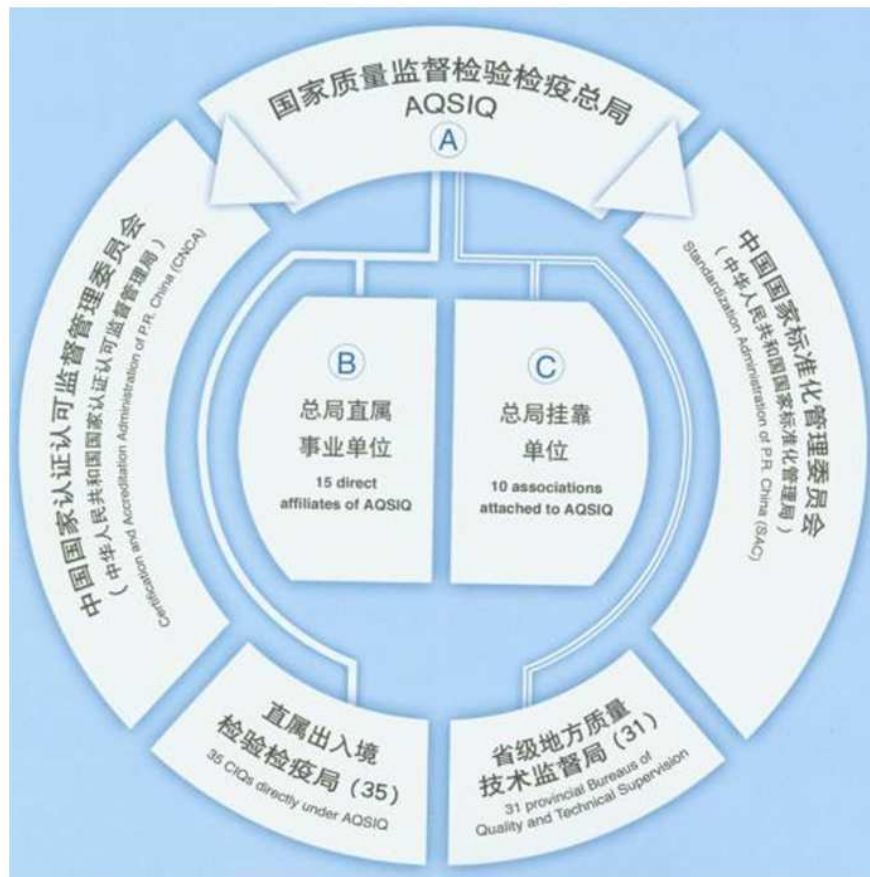 国家质量监督检验检疫总局
AQSIQ
A
中国国家认证认可监督管理委员会
（中华人民共和国国家认证认可监督管理局）
Certification and Accreditation Administration of P.R. China (CNCA)
B
总局直属
事业单位
15 direct
affiliates of AQSIQ
C
总局挂靠
单位
10 associations
attached to AQSIQ
中国国家标准化管理委员会
（中华人民共和国国家标准化管理局）
Standardization Administration of P.R. China (SAC)
直属出入境
检验检疫局（35）
35 CIQs directly under AQSIQ
省级地方质量
技术监督局（31）
31 provincial Bureaus of
Quality and Technical Supervision